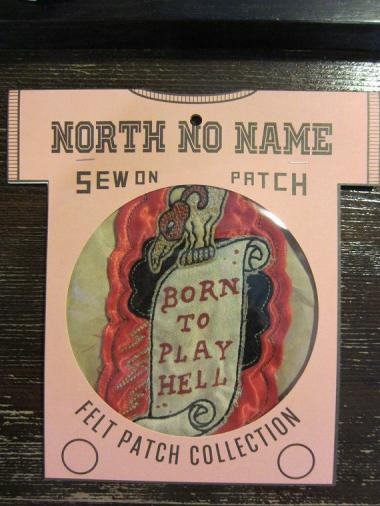 NORTH NO NAME
SEW ON PATCH
BORN
TO
PLAY
HELL
FELT PATCH COLLECTION